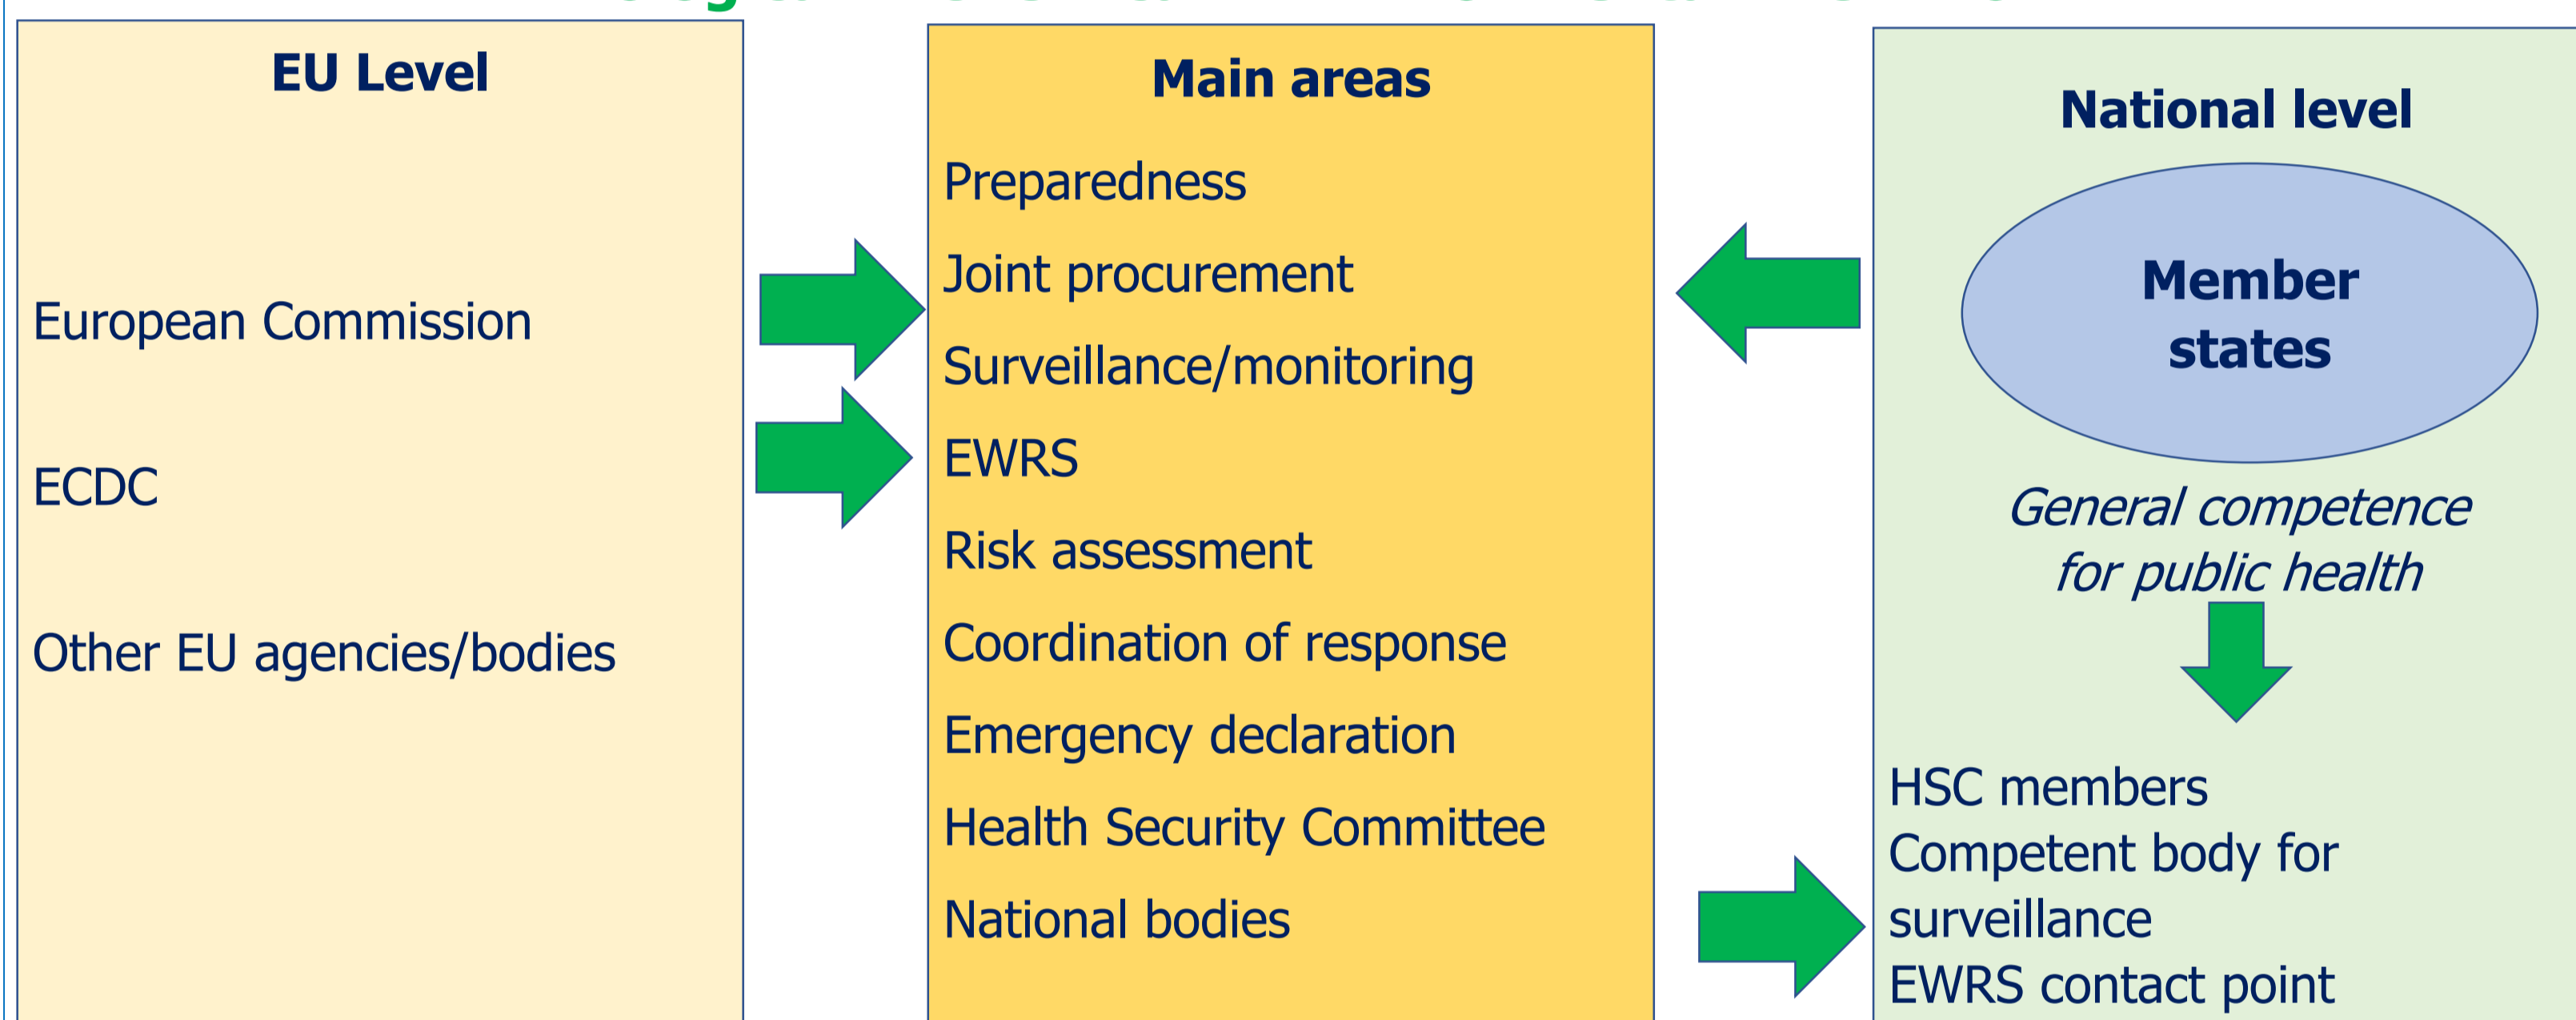 EU Level
European Commission
ECDC
Other EU agencies/bodies
Main areas
Preparedness
Joint procurement
Surveillance/monitoring
EWRS
Risk assessment
Coordination of response
Emergency declaration
Health Security Committee
National bodies
National level
Member
states
General competence
for public health
HSC members
Competent body for
surveillance
EWRS contact point